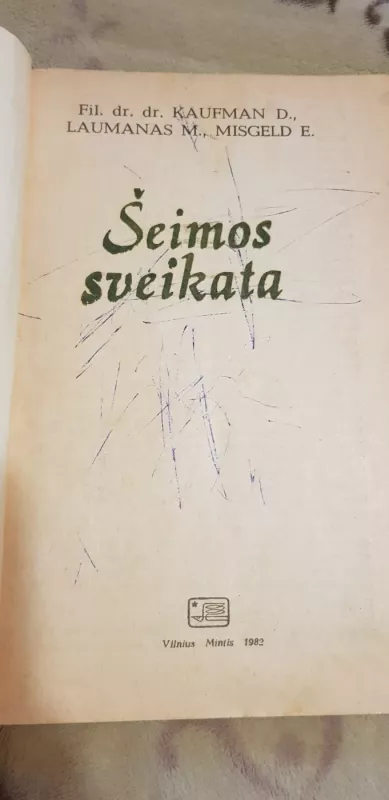 Fil. dr. dr. KAUFMAN D.,
LAUMANAS M., MISGELD E.
Šeimos
sveikata
Vilnius Mintis 1982